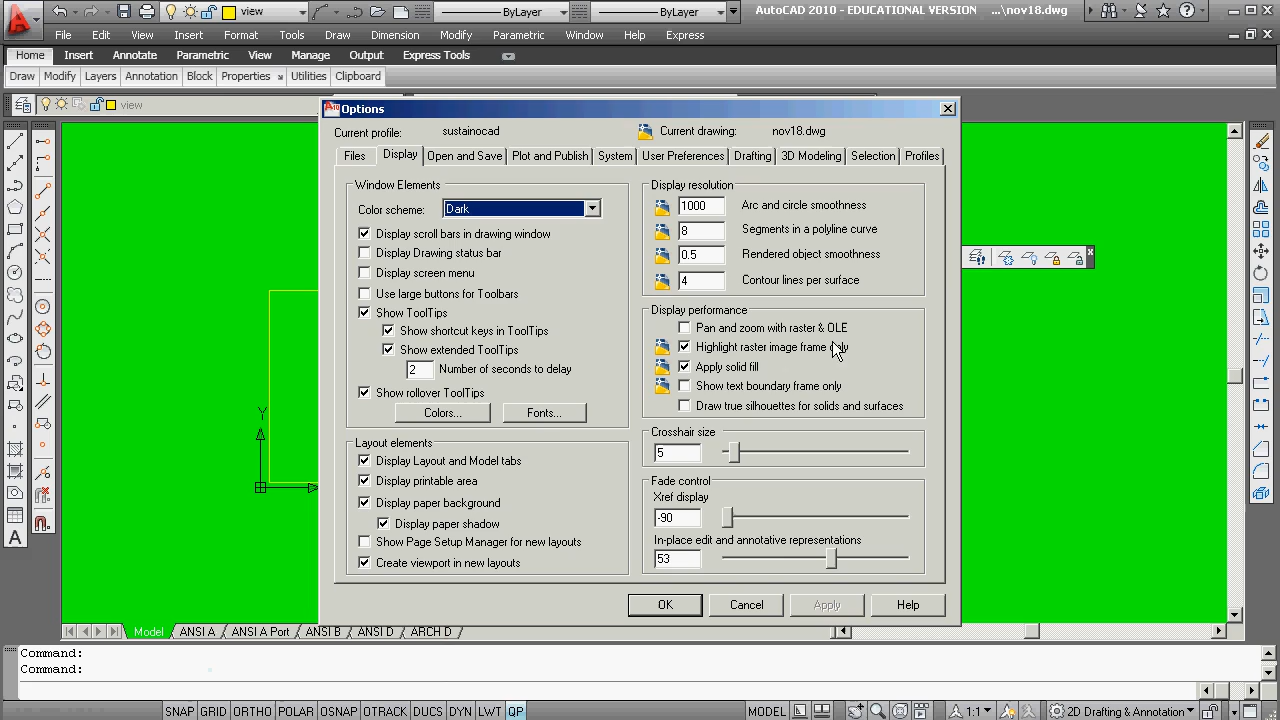 view ByLayer ByLayer AutoCAD 2010 - EDUCATIONAL VERSION ...\nov18.dwg
File Edit View Insert Format Tools Draw Dimension Modify Parametric Window Help Express
Home Insert Annotate Parametric View Manage Output Express Tools
Draw Modify Layers Annotation Block Properties Utilities Clipboard
view
Options
Current profile: sustainocad Current drawing: nov18.dwg
Files Display Open and Save Plot and Publish System User Preferences Drafting 3D Modeling Selection Profiles
Window Elements
Color scheme: Dark
Display scroll bars in drawing window
Display Drawing status bar
Display screen menu
Use large buttons for Toolbars
Show ToolTips
Show shortcut keys in ToolTips
Show extended ToolTips
2 Number of seconds to delay
Show rollover ToolTips
Colors... Fonts...
Layout elements
Display Layout and Model tabs
Display printable area
Display paper background
Display paper shadow
Show Page Setup Manager for new layouts
Create viewport in new layouts
Display resolution
1000 Arc and circle smoothness
8 Segments in a polyline curve
0.5 Rendered object smoothness
4 Contour lines per surface
Display performance
Pan and zoom with raster & OLE
Highlight raster image frame only
Apply solid fill
Show text boundary frame only
Draw true silhouettes for solids and surfaces
Crosshair size
5
Fade control
Xref display
-90
In-place edit and annotative representations
53
OK Cancel Apply Help
Y
A
Model ANSI A ANSI A Port ANSI B ANSI D ARCH D
Command:
Command:
SNAP GRID ORTHO POLAR OSNAP OTRACK DUCS DYN LWT QP MODEL 1:1 2D Drafting & Annotation